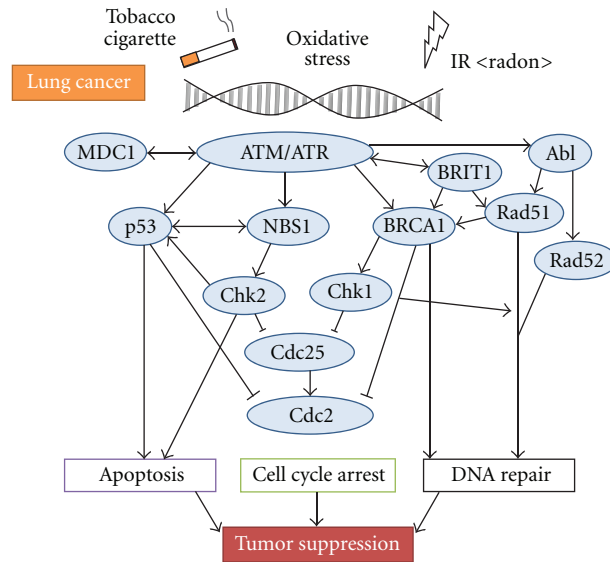 Tobacco
cigarette
Oxidative
stress
IR <radon>
Lung cancer
MDC1
ATM/ATR
Abl
BRIT1
p53
NBS1
BRCA1
Rad51
Rad52
Chk2
Chk1
Cdc25
Cdc2
Apoptosis
Cell cycle arrest
DNA repair
Tumor suppression